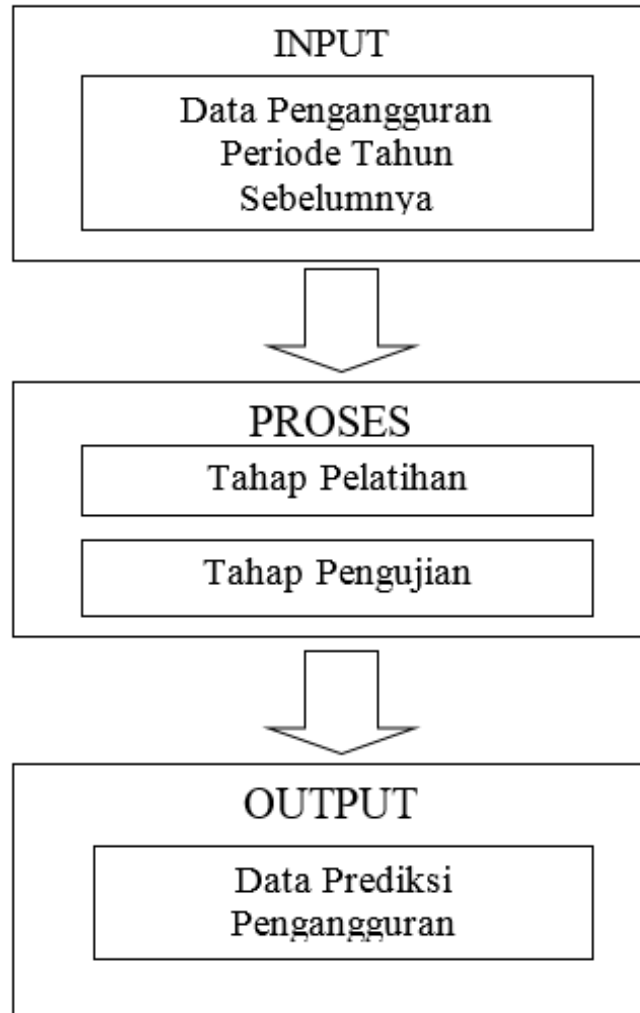 INPUT
Data Pengangguran
Periode Tahun
Sebelumnya
PROSES
Tahap Pelatihan
Tahap Pengujian
OUTPUT
Data Prediksi
Pengangguran